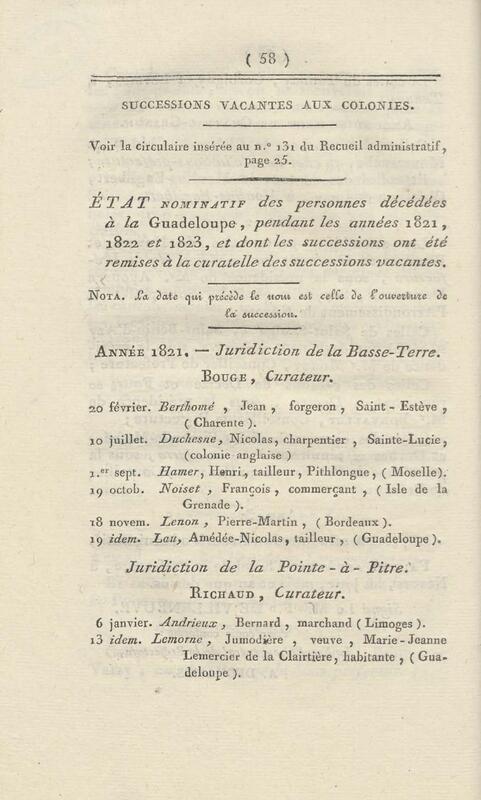 ( 58 )
SUCCESSIONS VACANTES AUX COLONIES.
Voir la circulaire insérée au n.º 131 du Recueil administratif,
page 25.
ÉTAT NOMINATIF des personnes décédées
à la Guadeloupe, pendant les années 1821,
1822 et 1823, et dont les successions ont été
remises à la curatelle des successions vacantes.
NOTA. La date qui précède le nom est celle de l'ouverture de
la succession.
ANNÉE 1821. — Juridiction de la Basse-Terre.
BOUGE, Curateur.
20 février. Berthomé, Jean, forgeron, Saint-Estève,
(Charente).
10 juillet. Duchesne, Nicolas, charpentier, Sainte-Lucie,
(colonie anglaise)
1.er sept. Hamer, Henri, tailleur, Pithlongue, (Moselle).
19 octob. Noiset, François, commerçant, (Isle de la
Grenade).
18 novem. Lenon, Pierre-Martin, (Bordeaux).
19 idem. Lau, Amédée-Nicolas, tailleur, (Guadeloupe).
Juridiction de la Pointe-à-Pitre.
RICHAUD, Curateur.
6 janvier. Andrieux, Bernard, marchand (Limoges).
13 idem. Lemorne, Jumodière, veuve, Marie-Jeanne
Lemercier de la Clairtière, habitante, (Gua-
deloupe).